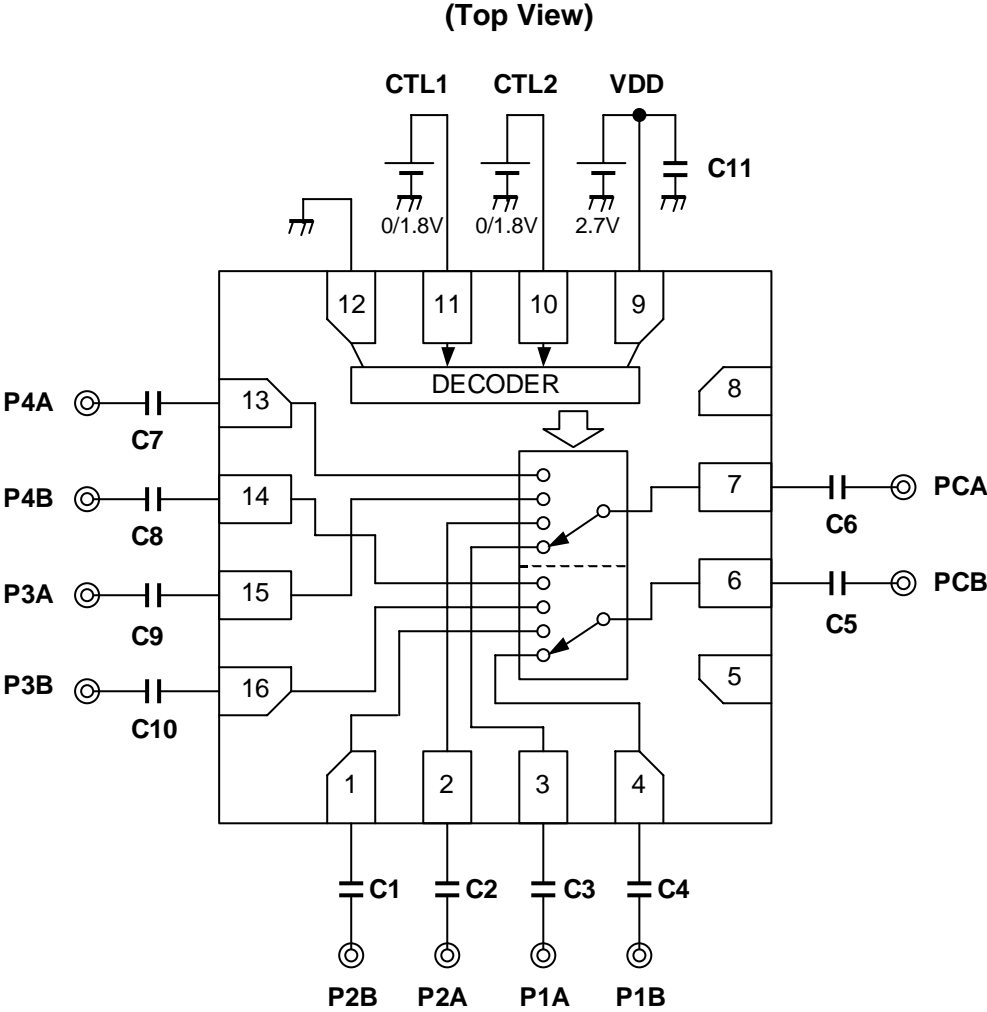 (Top View)
CTL1 CTL2 VDD
C11
0/1.8V 0/1.8V 2.7V
12 11 10 9
DECODER
P4A C7 13
8
P4B C8 14
7 C6 PCA
P3A C9 15
6 C5 PCB
P3B C10 16
5
1 2 3 4
C1 C2 C3 C4
P2B P2A P1A P1B